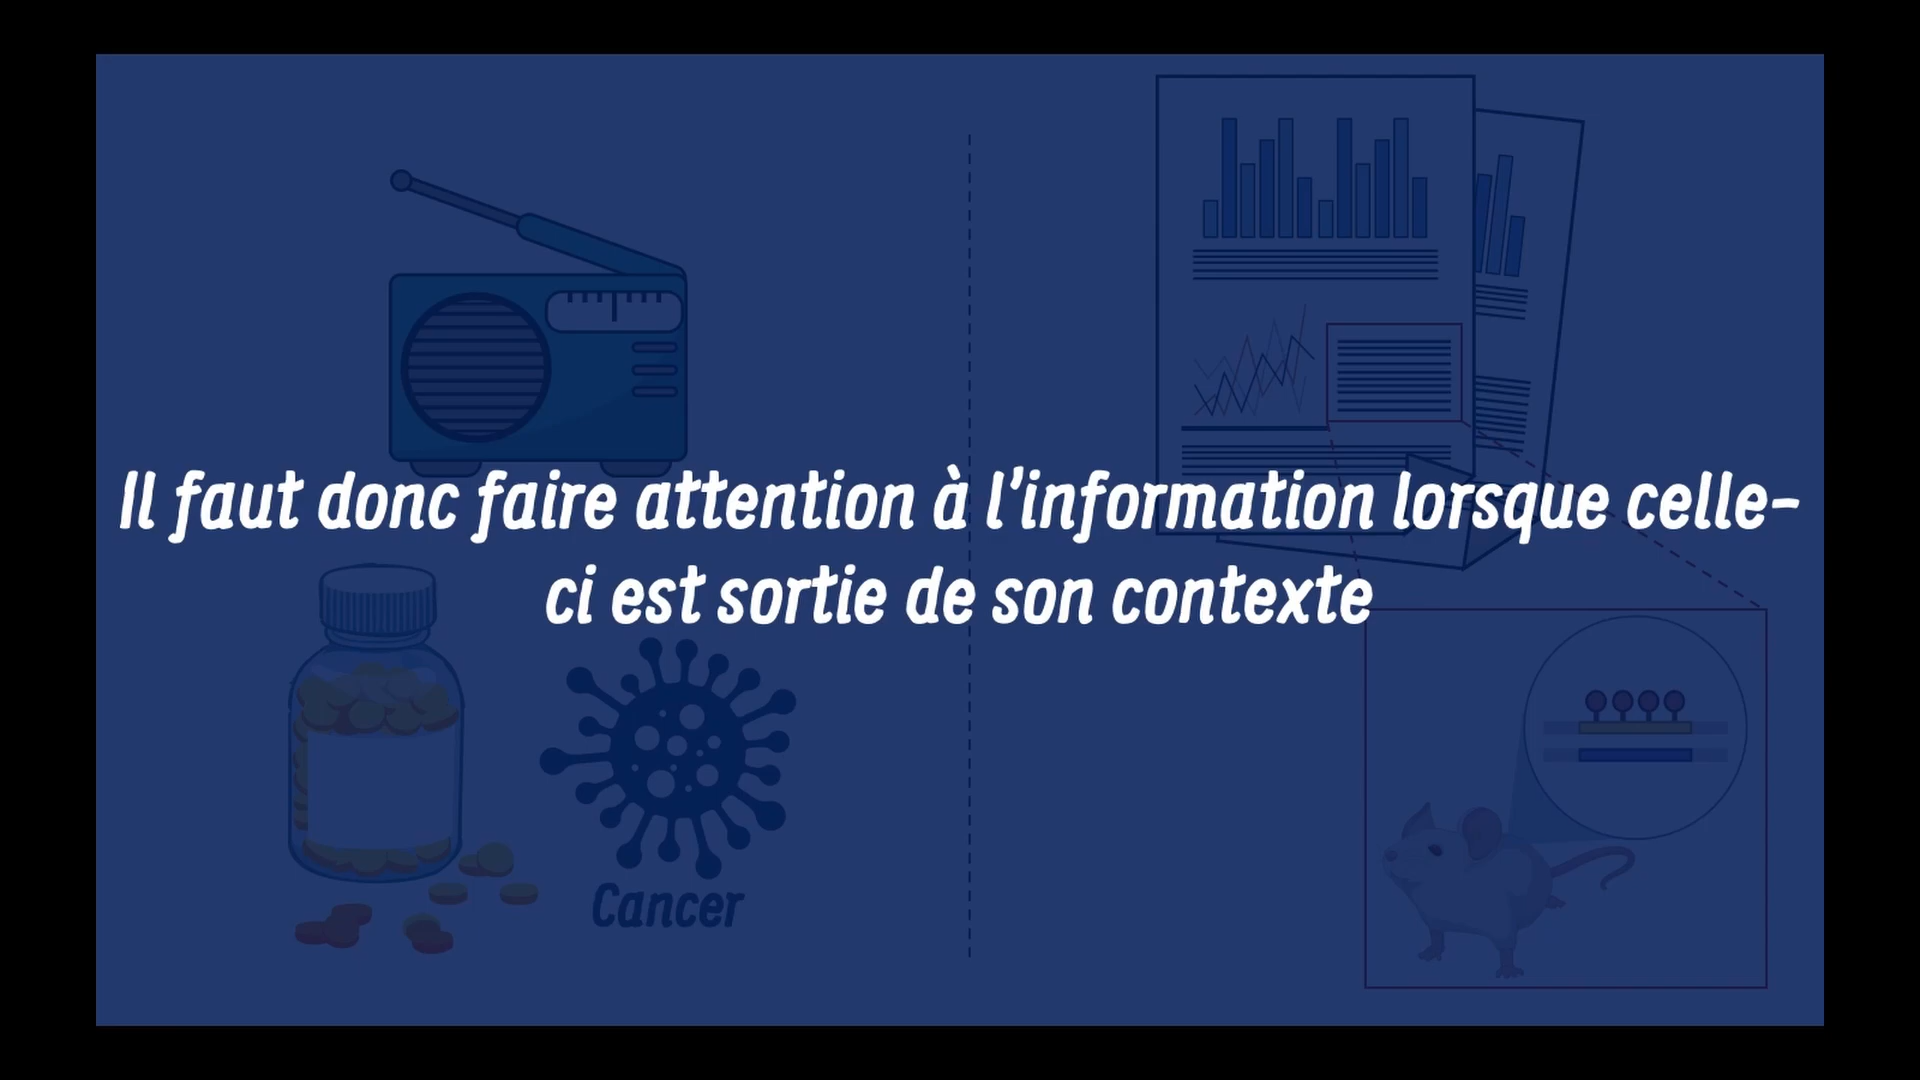 Il faut donc faire attention à l’information lorsque celle-
ci est sortie de son contexte
Cancer